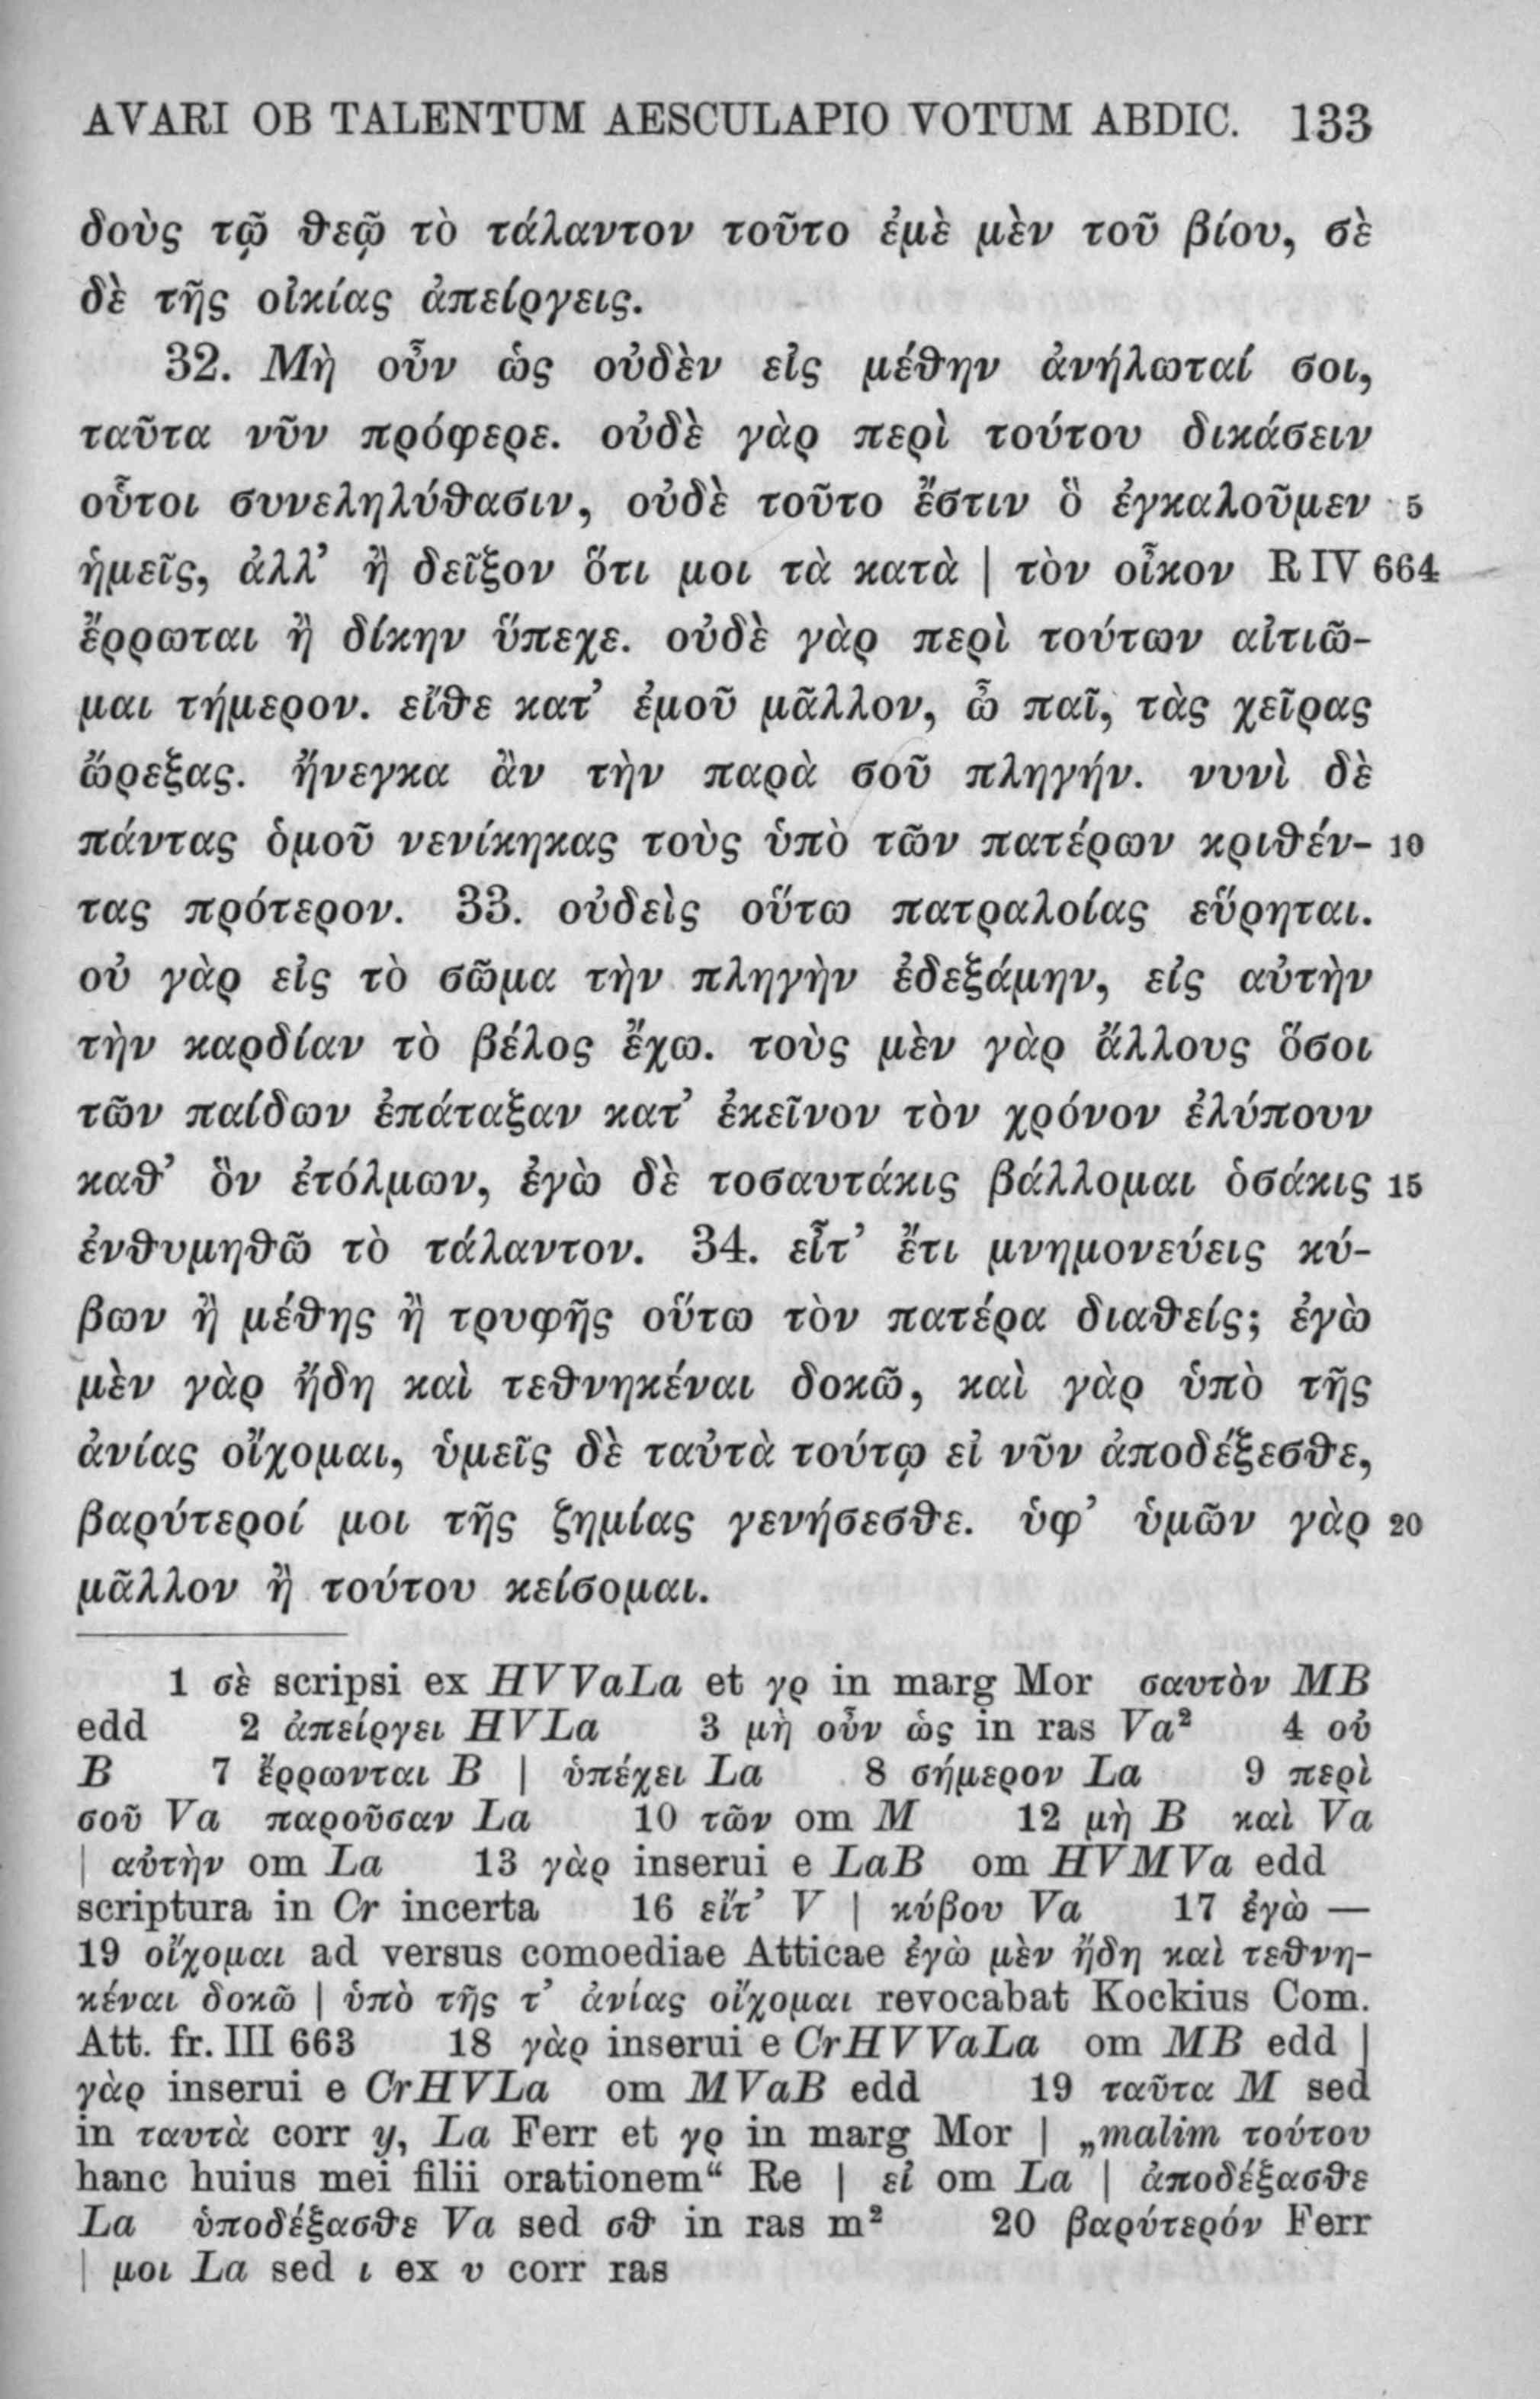 AVARI OB TALENTUM AESCULAPIO VOTUM ABDIC. 133
δοὺς τῷ θεῷ τὸ τάλαντον τοῦτο ἐμὲ μὲν τοῦ βίου, σὲ
δὲ τῆς οἰκίας ἀπείργεις.
32. Μὴ οὖν ὡς οὐδὲν εἰς μέθην ἀνήλωταί σοι,
ταῦτα νῦν πρόφερε. οὐδὲ γὰρ περὶ τούτου δικάσειν
οὗτοι συνεληλύθασιν, οὐδὲ τοῦτο ἔστιν ὃ ἐγκαλοῦμεν 5
ἡμεῖς, ἀλλ’ ἢ δεῖξον ὅτι μοι τὰ κατὰ | τὸν οἶκον R IV 664
ἔρρωται ἢ δίκην ὕπεχε. οὐδὲ γὰρ περὶ τούτων αἰτιῶ-
μαι τήμερον. εἴθε κατ’ ἐμοῦ μᾶλλον, ὦ παῖ, τὰς χεῖρας
ὤρεξας. ἤνεγκα ἂν τὴν παρὰ σοῦ πληγήν. νυνὶ δὲ
πάντας ὁμοῦ νενίκηκας τοὺς ὑπὸ τῶν πατέρων κριθέν- 10
τας πρότερον. 33. οὐδεὶς οὕτω πατραλοίας εὕρηται.
οὐ γὰρ εἰς τὸ σῶμα τὴν πληγὴν ἐδεξάμην, εἰς αὐτὴν
τὴν καρδίαν τὸ βέλος ἔχω. τοὺς μὲν γὰρ ἄλλους ὅσοι
τῶν παίδων ἐπάταξαν κατ’ ἐκεῖνον τὸν χρόνον ἐλύπουν
καθ’ ὃν ἐτόλμων, ἐγὼ δὲ τοσαυτάκις βάλλομαι ὁσάκις 15
ἐνθυμηθῶ τὸ τάλαντον. 34. εἶτ’ ἔτι μνημονεύεις κύ-
βων ἢ μέθης ἢ τρυφῆς οὕτω τὸν πατέρα διαθείς; ἐγὼ
μὲν γὰρ ἤδη καὶ τεθνηκέναι δοκῶ, καὶ γὰρ ὑπὸ τῆς
ἀνίας οἴχομαι, ὑμεῖς δὲ ταὐτὰ τούτῳ εἰ νῦν ἀποδέξεσθε,
βαρύτεροί μοι τῆς ζημίας γενήσεσθε. ὑφ’ ὑμῶν γὰρ 20
μᾶλλον ἢ τούτου κείσομαι.
1 σὲ scripsi ex HVVaLa et γρ in marg Mor σαυτὸν MB
edd 2 ἀπείργει HVLa 3 μὴ οὖν ὡς in ras Va² 4 οὐ
B 7 ἔρρωνται B | ὑπέχει La 8 σήμερον La 9 περὶ
σοῦ Va παροῦσαν La 10 τῶν om M 12 μὴ B καὶ Va
| αὐτὴν om La 13 γὰρ inserui e LaB om HVMVa edd
scriptura in Cr incerta 16 εἴτ’ V | κύβου Va 17 ἐγὼ —
19 οἴχομαι ad versus comoediae Atticae ἐγὼ μὲν ἤδη καὶ τεθνη-
κέναι δοκῶ | ὑπὸ τῆς τ’ ἀνίας οἴχομαι revocabat Kockius Com.
Att. fr. III 663 18 γὰρ inserui e CrHVVaLa om MB edd |
γὰρ inserui e CrHVLa om MVaB edd 19 ταῦτα M sed
in ταυτὰ corr y, La Ferr et γρ in marg Mor | „malim τούτου
hanc huius mei filii orationem“ Re | εἰ om La | ἀποδέξασθε
La ὑποδέξασθε Va sed σθ in ras m² 20 βαρύτερόν Ferr
| μοι La sed ι ex υ corr ras